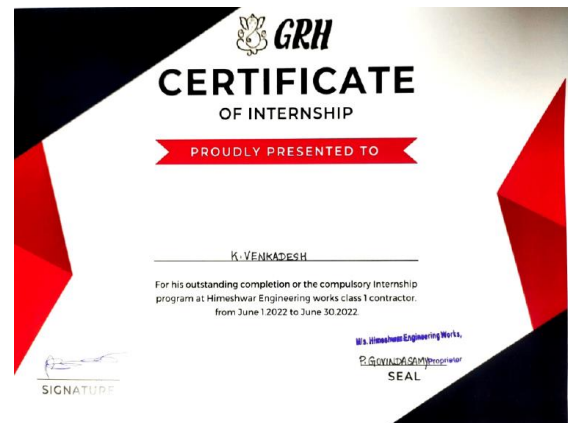 GRH
CERTIFICATE
OF INTERNSHIP
PROUDLY PRESENTED TO
K. VENKADESH
For his outstanding completion or the compulsory Internship
program at Himeshwar Engineering works class 1 contractor.
from June 1.2022 to June 30.2022.
M/s. Himeshwar Engineering Works,
P. GOVINDASAMY Proprietor
SIGNATURE
SEAL